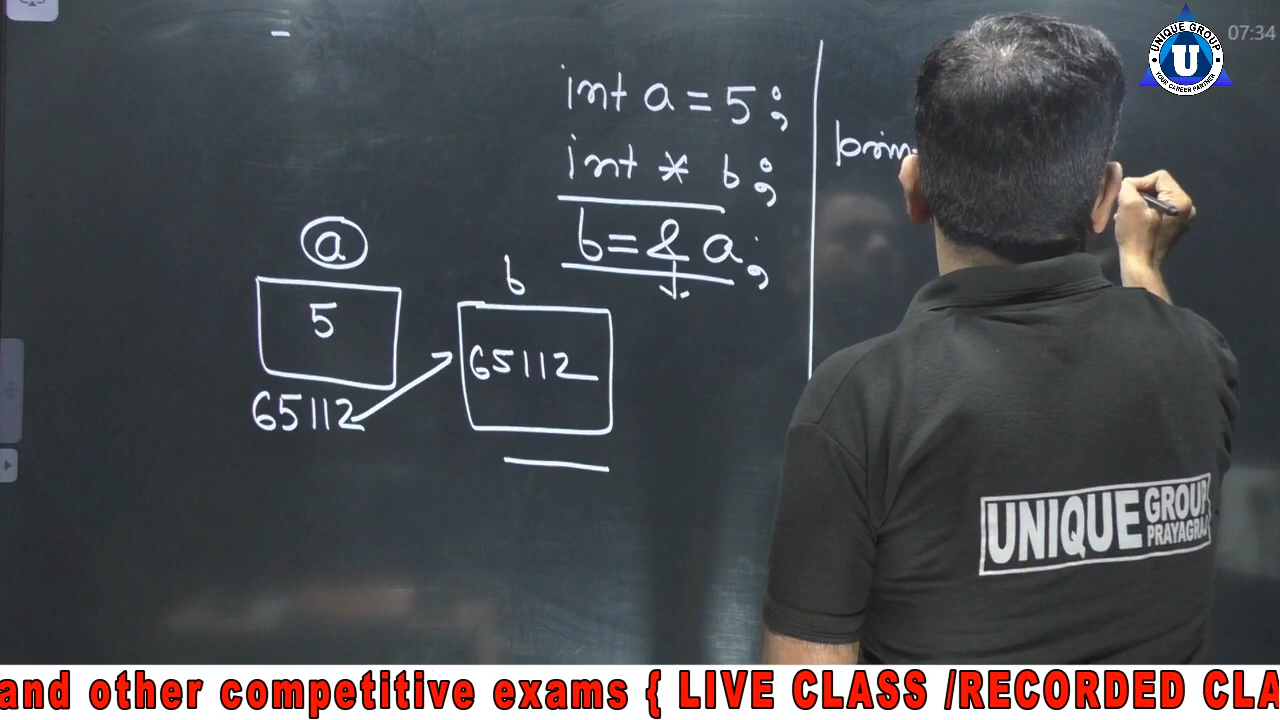 07:34
UNIQUE GROUP
U
YOUR CAREER PARTNER
int a = 5;
int * b;
b = & a;
a
5
65112
b
65112
UNIQUE GROUP
PRAYAGRAJ
and other competitive exams { LIVE CLASS /RECORDED CLA